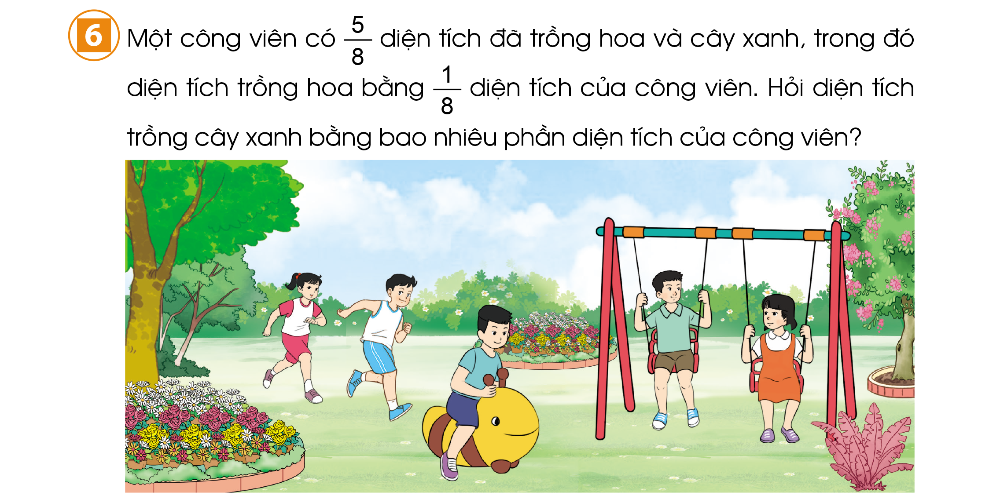 6 Một công viên có 5/8 diện tích đã trồng hoa và cây xanh, trong đó
diện tích trồng hoa bằng 1/8 diện tích của công viên. Hỏi diện tích
trồng cây xanh bằng bao nhiêu phần diện tích của công viên?